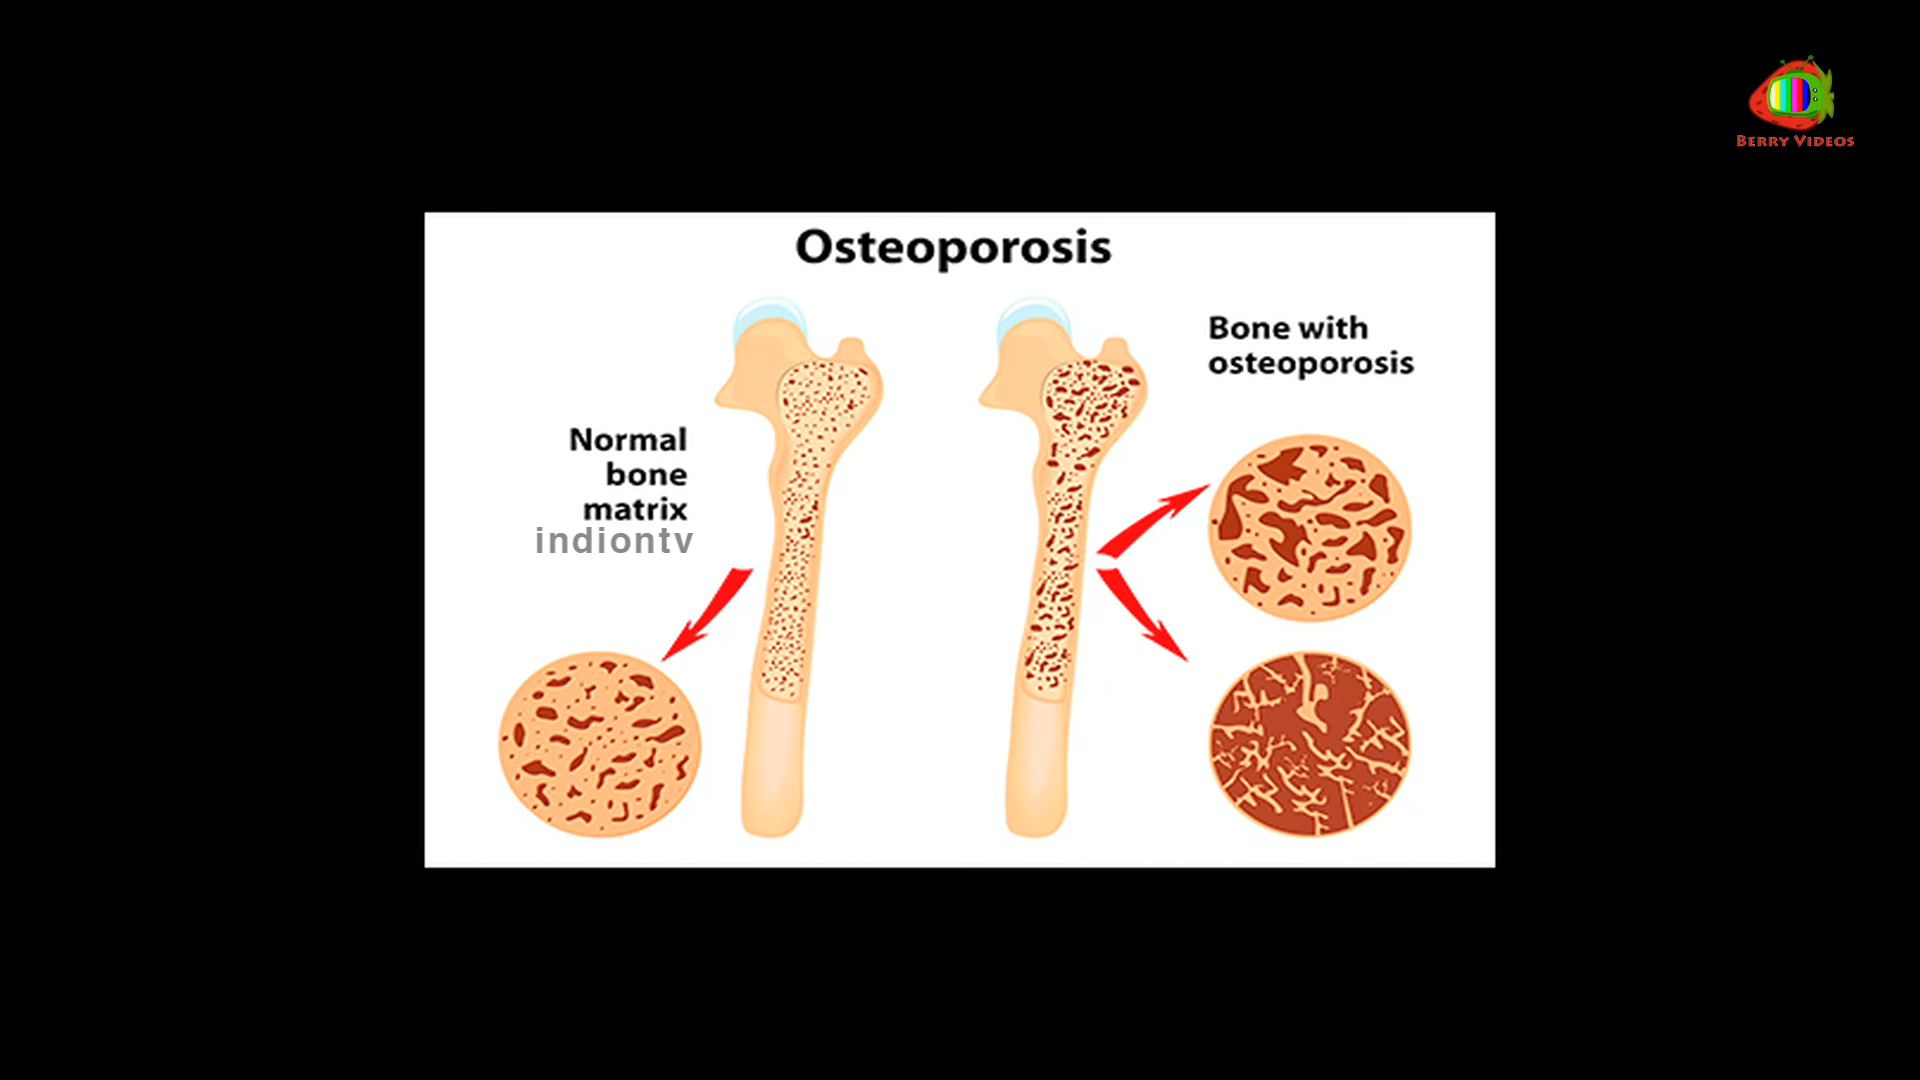 BERRY VIDEOS
Osteoporosis
Bone with
osteoporosis
Normal
bone
matrix
indiontv